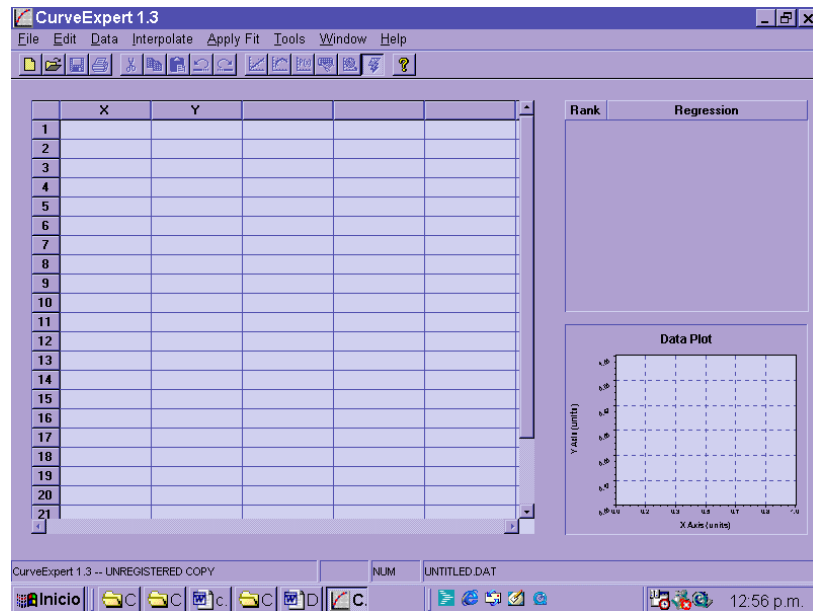 CurveExpert 1.3
File Edit Data Interpolate Apply Fit Tools Window Help
X Y
Rank Regression
1
2
3
4
5
6
7
8
9
10
11
12
13
14
15
16
17
18
19
20
21
Data Plot
Y Axis (units)
X Axis (units)
CurveExpert 1.3 -- UNREGISTERED COPY NUM UNTITLED.DAT
Inicio C C c. C D C. 12:56 p.m.